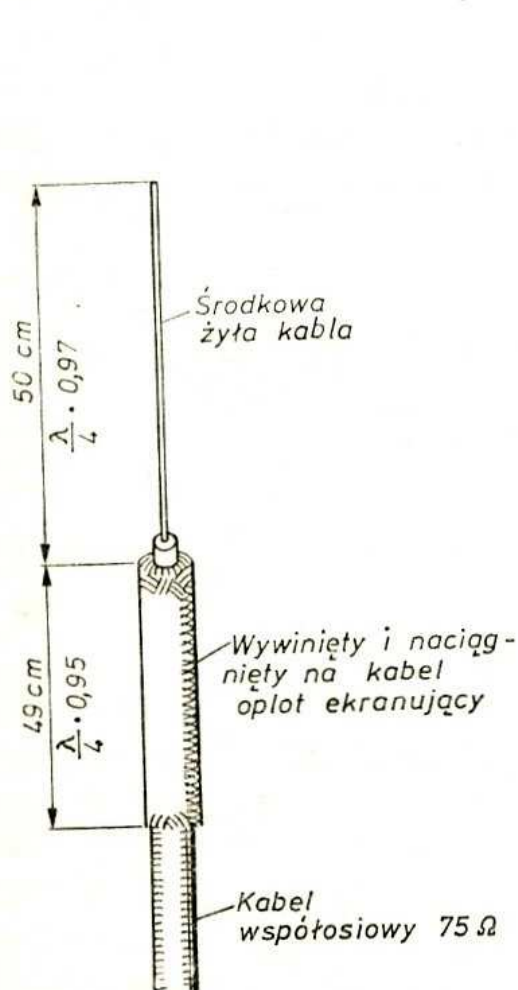 50 cm
λ/4 · 0,97
Środkowa
żyła kabla
49 cm
λ/4 · 0,95
Wywinięty i naciąg-
nięty na kabel
oplot ekranujący
Kabel
współosiowy 75 Ω